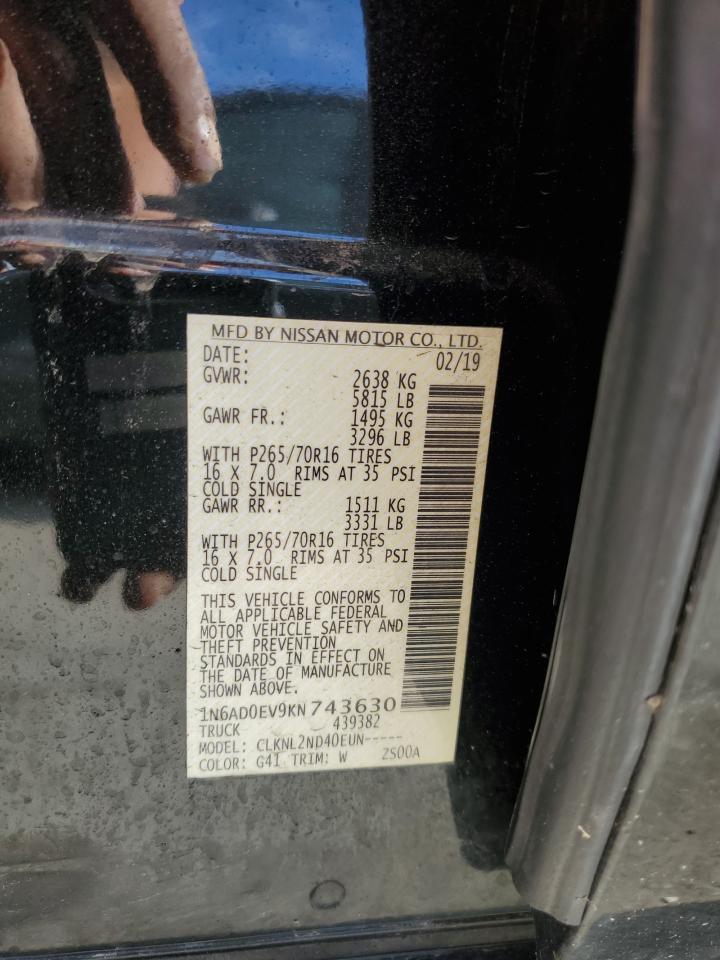 MFD BY NISSAN MOTOR CO., LTD.
DATE: 02/19
GVWR: 2638 KG
5815 LB
GAWR FR.: 1495 KG
3296 LB
WITH P265/70R16 TIRES
16 X 7.0 RIMS AT 35 PSI
COLD SINGLE
GAWR RR.: 1511 KG
3331 LB
WITH P265/70R16 TIRES
16 X 7.0 RIMS AT 35 PSI
COLD SINGLE
THIS VEHICLE CONFORMS TO
ALL APPLICABLE FEDERAL
MOTOR VEHICLE SAFETY AND
THEFT PREVENTION
STANDARDS IN EFFECT ON
THE DATE OF MANUFACTURE
SHOWN ABOVE.
1N6AD0EV9KN743630
TRUCK 439382
MODEL: CLKNL2ND40EUN-----
COLOR: G41 TRIM: W ZS00A